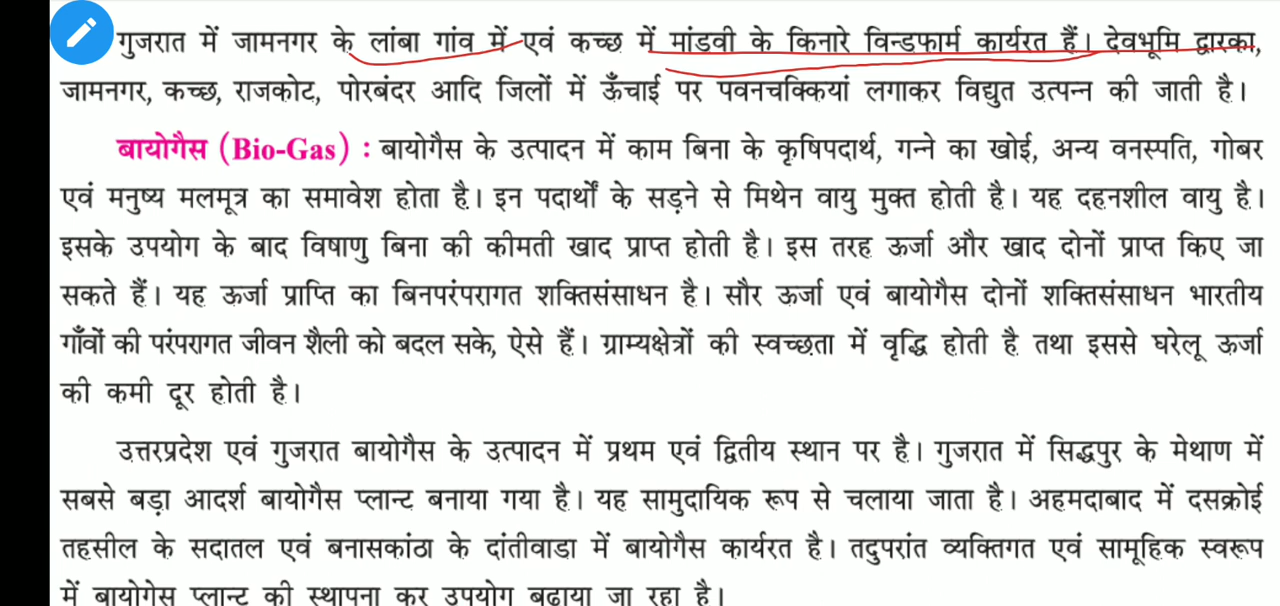 गुजरात में जामनगर के लांबा गांव में एवं कच्छ में मांडवी के किनारे विन्डफार्म कार्यरत हैं। देवभूमि द्वारका,
जामनगर, कच्छ, राजकोट, पोरबंदर आदि जिलों में ऊँचाई पर पवनचक्कियां लगाकर विद्युत उत्पन्न की जाती है।
बायोगैस (Bio-Gas) : बायोगैस के उत्पादन में काम बिना के कृषिपदार्थ, गन्ने का खोई, अन्य वनस्पति, गोबर
एवं मनुष्य मलमूत्र का समावेश होता है। इन पदार्थों के सड़ने से मिथेन वायु मुक्त होती है। यह दहनशील वायु है।
इसके उपयोग के बाद विषाणु बिना की कीमती खाद प्राप्त होती है। इस तरह ऊर्जा और खाद दोनों प्राप्त किए जा
सकते हैं। यह ऊर्जा प्राप्ति का बिनपरंपरागत शक्तिसंसाधन है। सौर ऊर्जा एवं बायोगैस दोनों शक्तिसंसाधन भारतीय
गाँवों की परंपरागत जीवन शैली को बदल सके, ऐसे हैं। ग्राम्यक्षेत्रों की स्वच्छता में वृद्धि होती है तथा इससे घरेलू ऊर्जा
की कमी दूर होती है।
उत्तरप्रदेश एवं गुजरात बायोगैस के उत्पादन में प्रथम एवं द्वितीय स्थान पर है। गुजरात में सिद्धपुर के मेथाण में
सबसे बड़ा आदर्श बायोगैस प्लान्ट बनाया गया है। यह सामुदायिक रूप से चलाया जाता है। अहमदाबाद में दसक्रोई
तहसील के सदातल एवं बनासकांठा के दांतीवाडा में बायोगैस कार्यरत है। तदुपरांत व्यक्तिगत एवं सामूहिक स्वरूप
में बायोगेस प्लान्ट की स्थापना कर उपयोग बढाया जा रहा है।